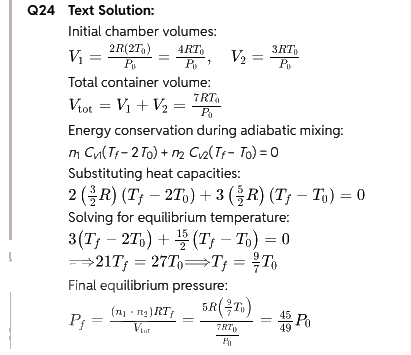 Q24 Text Solution:
Initial chamber volumes:
V₁ = 2R(2T₀)/P₀ = 4RT₀/P₀, V₂ = 3RT₀/P₀
Total container volume:
V_tot = V₁ + V₂ = 7RT₀/P₀
Energy conservation during adiabatic mixing:
n₁ C_v1(T_f − 2T₀) + n₂ C_v2(T_f − T₀) = 0
Substituting heat capacities:
2 (3/2 R) (T_f − 2T₀) + 3 (5/2 R) (T_f − T₀) = 0
Solving for equilibrium temperature:
3(T_f − 2T₀) + 15/2 (T_f − T₀) = 0
⟹ 21T_f = 27T₀ ⟹ T_f = 9/7 T₀
Final equilibrium pressure:
P_f = (n₁ · n₂)RT_f / V_tot = 5R(9/7 T₀) / (7RT₀/P₀) = 45/49 P₀